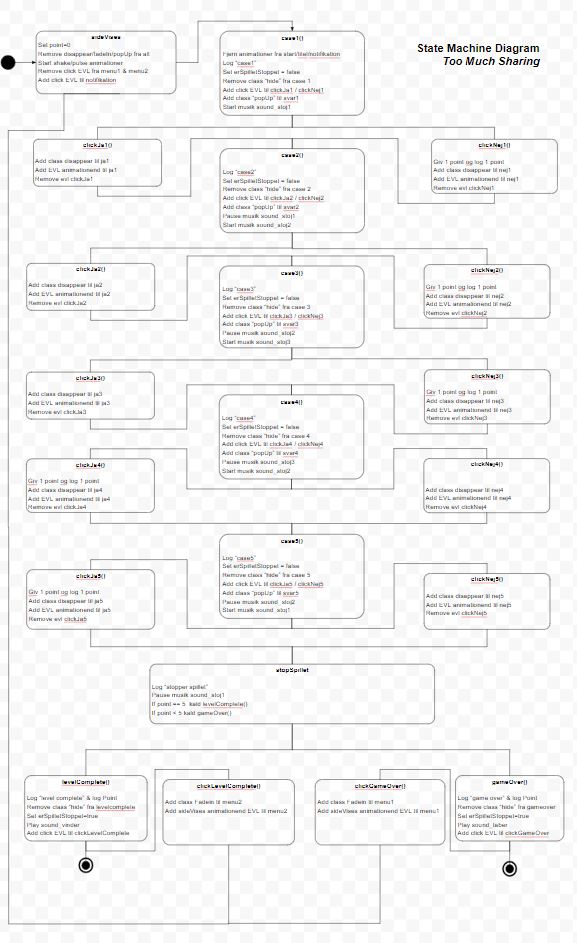 State Machine Diagram
Too Much Sharing
sideVises
Set point=0
Remove disappear/fadeIn/popUp fra alt
Start shake/pulse animationer
Remove click EVL fra menu1 & menu2
Add click EVL til notifikation
case1()
Fjern animationer fra start/titel/notifikation
Log "case1"
Set erSpilletStoppet = false
Remove class "hide" fra case 1
Add click EVL til clickJa1 / clickNej1
Add class "popUp" til svar1
Start musik sound_stoj1
clickJa1()
Add class disappear til ja1
Add EVL animationend til ja1
Remove evl clickJa1
case2()
Log "case2"
Set erSpilletStoppet = false
Remove class "hide" fra case 2
Add click EVL til clickJa2 / clickNej2
Add class "popUp" til svar2
Pause musik sound_stoj1
Start musik sound_stoj2
clickNej1()
Giv 1 point og log 1 point
Add class disappear til nej1
Add EVL animationend til nej1
Remove evl clickNej1
clickJa2()
Add class disappear til ja2
Add EVL animationend til ja2
Remove evl clickJa2
case3()
Log "case3"
Set erSpilletStoppet = false
Remove class "hide" fra case 3
Add click EVL til clickJa3 / clickNej3
Add class "popUp" til svar3
Pause musik sound_stoj2
Start musik sound_stoj3
clickNej2()
Giv 1 point og log 1 point
Add class disappear til nej2
Add EVL animationend til nej2
Remove evl clickNej2
clickJa3()
Add class disappear til ja3
Add EVL animationend til ja3
Remove evl clickJa3
case4()
Log "case4"
Set erSpilletStoppet = false
Remove class "hide" fra case 4
Add click EVL til clickJa4 / clickNej4
Add class "popUp" til svar4
Pause musik sound_stoj3
Start musik sound_stoj2
clickNej3()
Giv 1 point og log 1 point
Add class disappear til nej3
Add EVL animationend til nej3
Remove evl clickNej3
clickJa4()
Giv 1 point og log 1 point
Add class disappear til ja4
Add EVL animationend til ja4
Remove evl clickJa4
clickNej4()
Add class disappear til nej4
Add EVL animationend til nej4
Remove evl clickNej4
case5()
Log "case5"
Set erSpilletStoppet = false
Remove class "hide" fra case 5
Add click EVL til clickJa5 / clickNej5
Add class "popUp" til svar5
Pause musik sound_stoj2
Start musik sound_stoj1
clickJa5()
Giv 1 point og log 1 point
Add class disappear til ja5
Add EVL animationend til ja5
Remove evl clickJa5
clickNej5()
Add class disappear til nej5
Add EVL animationend til nej5
Remove evl clickNej5
stopSpillet
Log "stopper spillet"
Pause musik sound_stoj1
If point == 5 kald levelComplete()
If point < 5 kald gameOver()
levelComplete()
Log "level complete" & log Point
Remove class "hide" fra levelcomplete
Set erSpilletStoppet=true
Play sound_vinder
Add click EVL til clickLevelComplete
clickLevelComplete()
Add class FadeIn til menu2
Add sideVises animationend EVL til menu2
clickGameOver()
Add class FadeIn til menu1
Add sideVises animationend EVL til menu1
gameOver()
Log "game over" & log Point
Remove class "hide" fra gameover
Set erSpilletStoppet=true
Play sound_taber
Add click EVL til clickGameOver